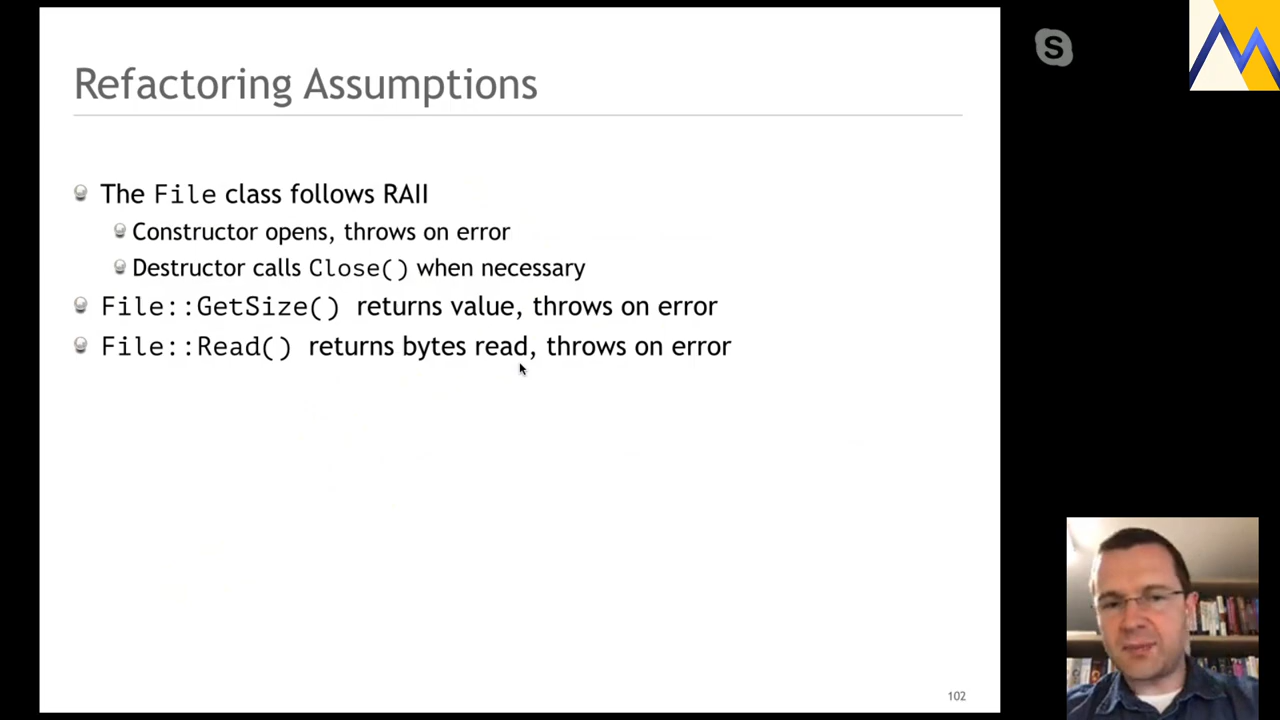 Refactoring Assumptions
The File class follows RAII
Constructor opens, throws on error
Destructor calls Close() when necessary
File::GetSize() returns value, throws on error
File::Read() returns bytes read, throws on error
102
S